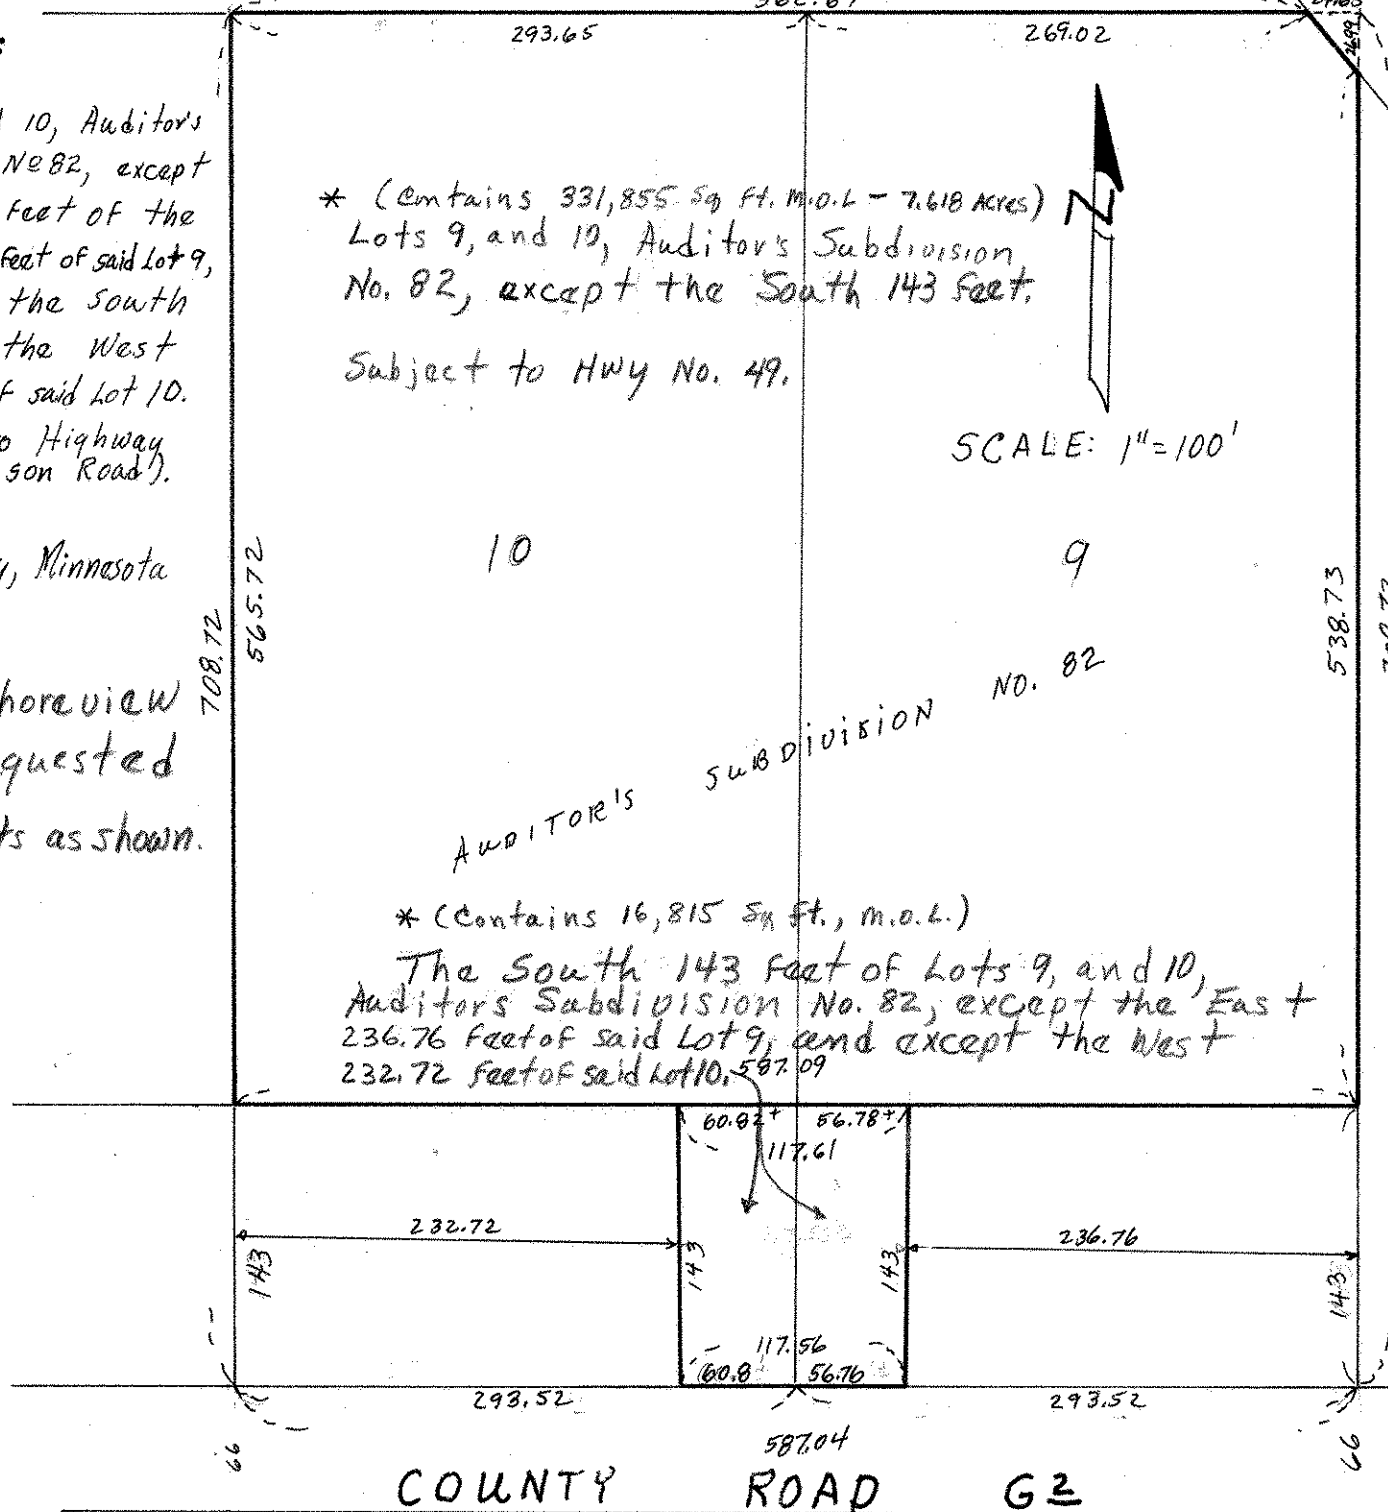 293.65
269.02
2699
10, Auditor's
No 82, except
Feet of the
Feet of said Lot 9,
the South
the West
said Lot 10.
Highway
son Road).
Minnesota
horeview
quested
ts as shown.
* (Contains 331,855 Sq Ft. M.O.L - 7.618 Acres)
Lots 9, and 10, Auditor's Subdivision
No. 82, except the South 143 Feet.
Subject to Hwy No. 49.
N
SCALE: 1"=100'
10
9
708.72
565.72
538.73
AUDITOR'S SUBDIVISION NO. 82
* (Contains 16,815 Sq ft., m.o.L.)
The South 143 Feet of Lots 9, and 10,
Auditors Subdivision No. 82, except the East
236.76 Feet of said Lot 9, and except the West
232.72 Feet of said Lot 10.
587.09
60.82+ 56.78+
117.61
232.72
236.76
143
143
143
143
117.56
60.8 56.76
293.52
293.52
587.04
66
66
COUNTY ROAD G2